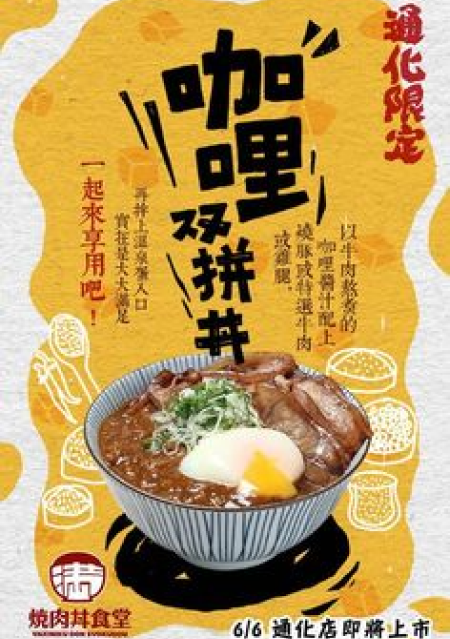 通化限定
咖哩
双拼丼
以牛肉熬煮的
咖哩醬汁配上
燒豚或特選牛肉
或雞腿。
再拌上溫泉蛋入口
實在是大大滿足
一起來享用吧！
燒肉丼食堂
YAKINIKU DON SYOKUDOU
6/6 通化店即將上市